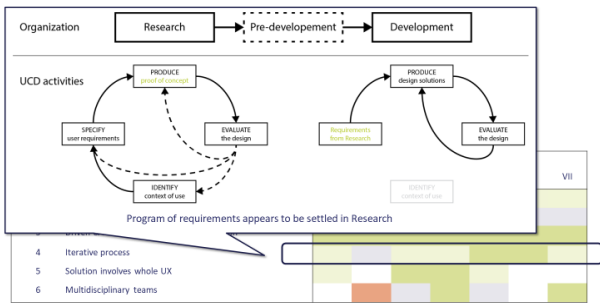 Organization
Research
Pre-developement
Development
UCD activities
PRODUCE
proof of concept
SPECIFY
user requirements
EVALUATE
the design
IDENTIFY
context of use
PRODUCE
design solutions
Requirements
from Research
EVALUATE
the design
IDENTIFY
context of use
Program of requirements appears to be settled in Research
VII
4 Iterative process
5 Solution involves whole UX
6 Multidisciplinary teams